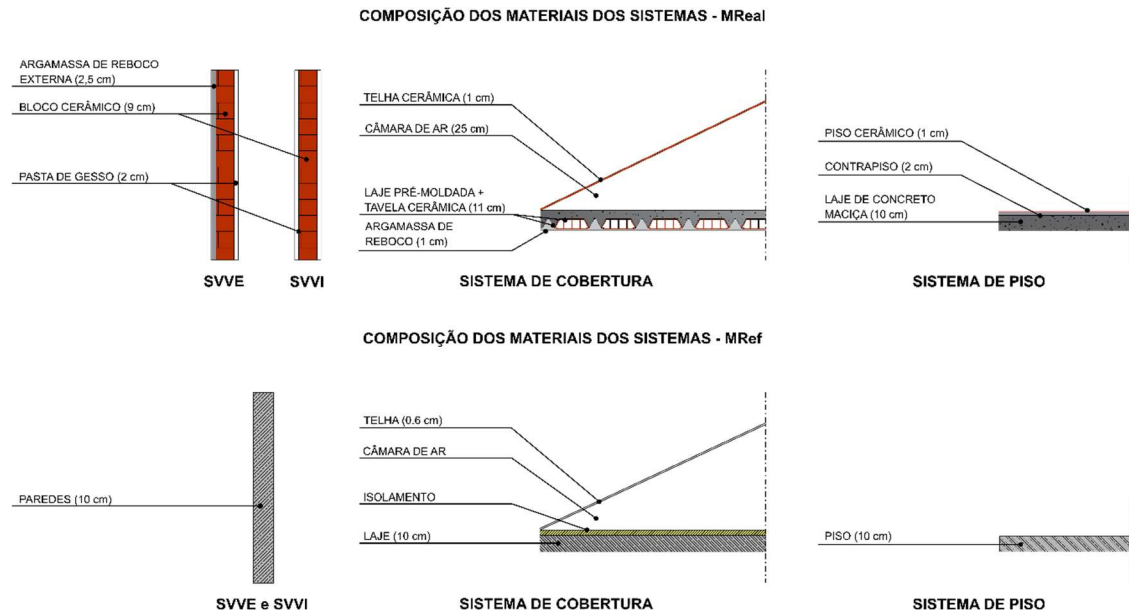 COMPOSIÇÃO DOS MATERIAIS DOS SISTEMAS - MReal
ARGAMASSA DE REBOCO
EXTERNA (2,5 cm)
BLOCO CERÂMICO (9 cm)
PASTA DE GESSO (2 cm)
SVVE
SVVI
TELHA CERÂMICA (1 cm)
CÂMARA DE AR (25 cm)
LAJE PRÉ-MOLDADA +
TAVELA CERÂMICA (11 cm)
ARGAMASSA DE
REBOCO (1 cm)
SISTEMA DE COBERTURA
PISO CERÂMICO (1 cm)
CONTRAPISO (2 cm)
LAJE DE CONCRETO
MACIÇA (10 cm)
SISTEMA DE PISO
COMPOSIÇÃO DOS MATERIAIS DOS SISTEMAS - MRef
PAREDES (10 cm)
SVVE e SVVI
TELHA (0.6 cm)
CÂMARA DE AR
ISOLAMENTO
LAJE (10 cm)
SISTEMA DE COBERTURA
PISO (10 cm)
SISTEMA DE PISO